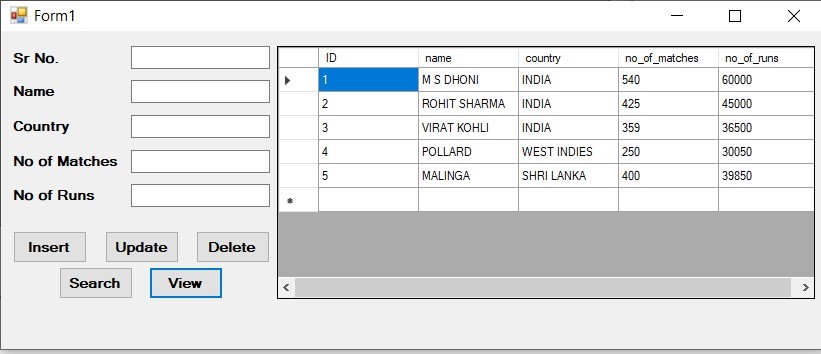 Form1
Sr No.
Name
Country
No of Matches
No of Runs
Insert Update Delete
Search View
ID name country no_of_matches no_of_runs
1 M S DHONI INDIA 540 60000
2 ROHIT SHARMA INDIA 425 45000
3 VIRAT KOHLI INDIA 359 36500
4 POLLARD WEST INDIES 250 30050
5 MALINGA SHRI LANKA 400 39850